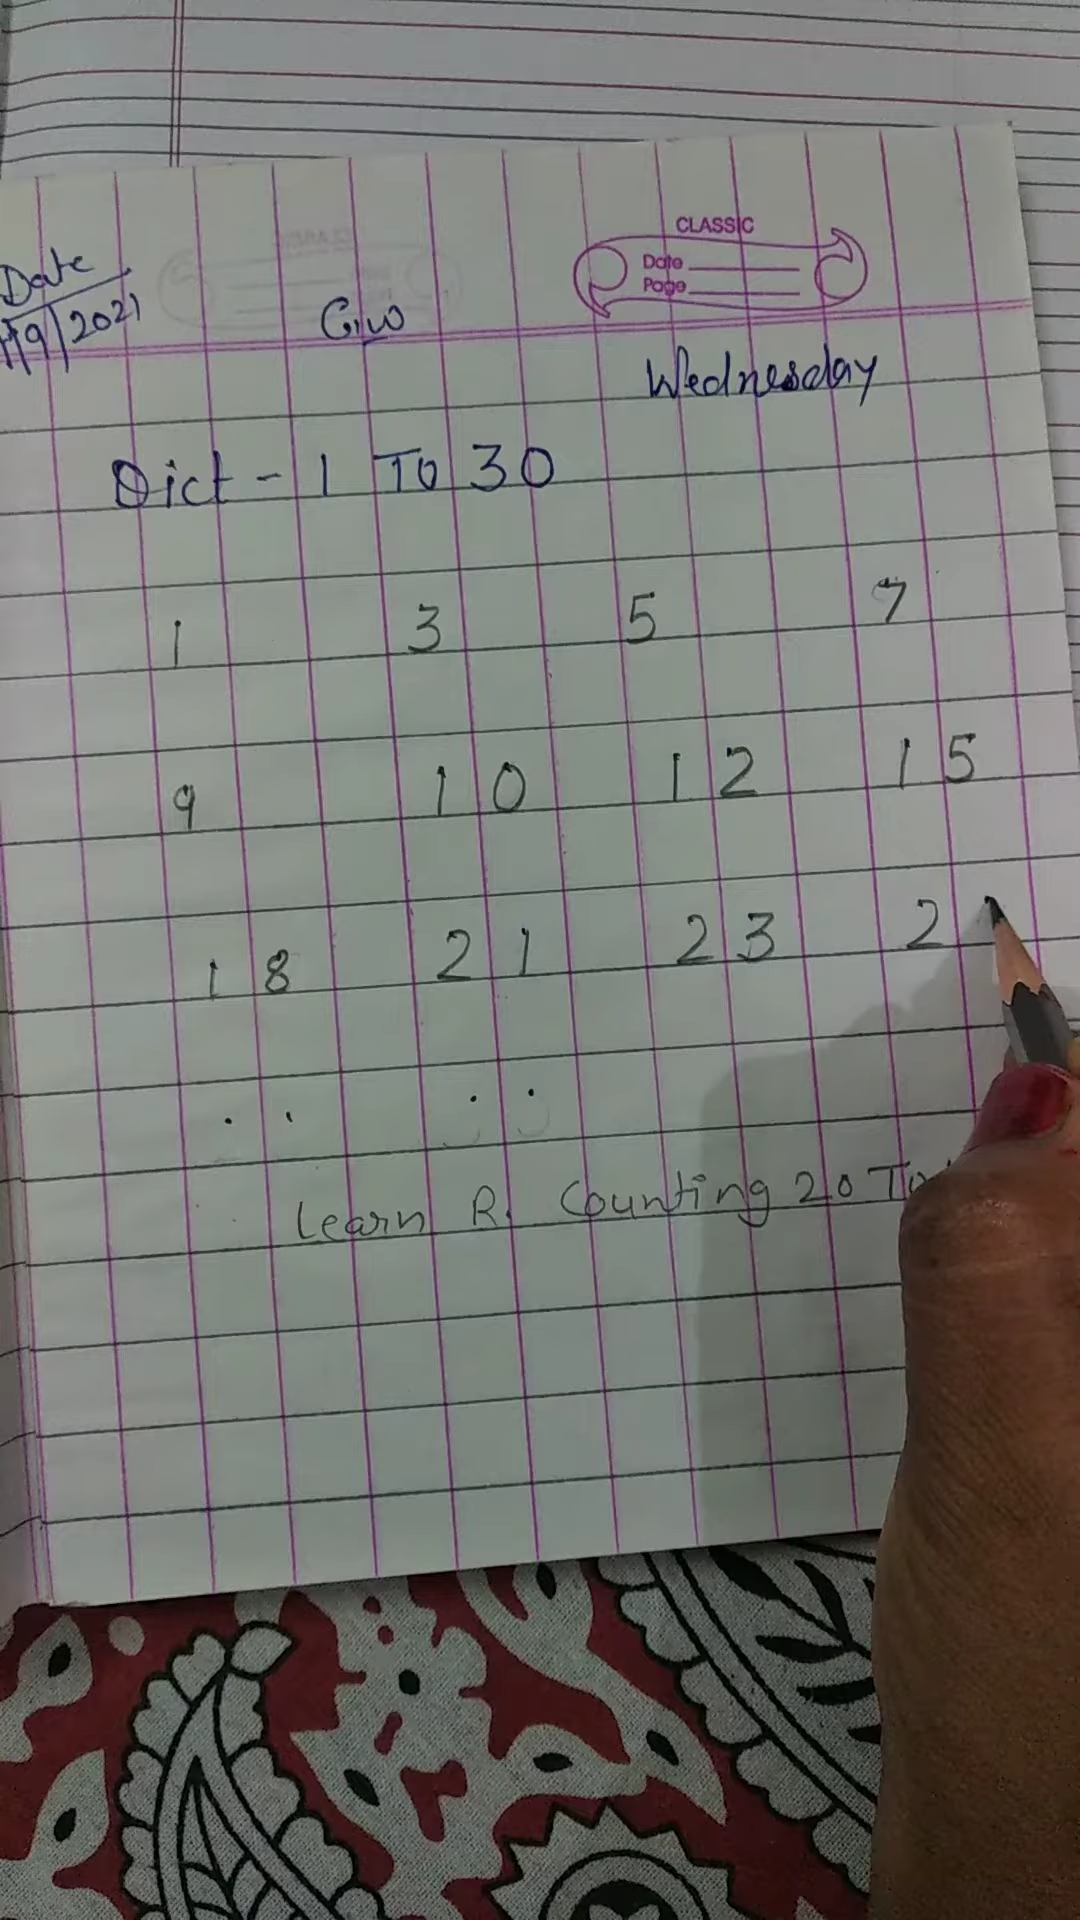 CLASSIC
Date
Page
Date
/9/2021
C.w
Wednesday
Dict - 1 TO 30
1 3 5 7
9 10 12 15
18 21 23 2
Learn R. Counting 20 To